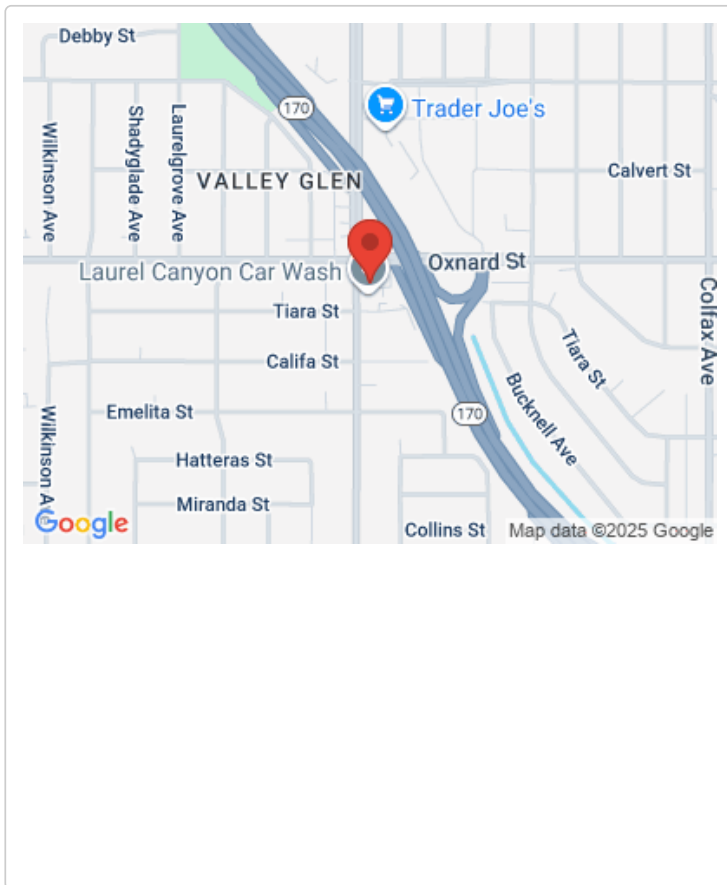 Debby St
170
Trader Joe's
Wilkinson Ave
Shadyglade Ave
Laurelgrove Ave
VALLEY GLEN
Calvert St
Laurel Canyon Car Wash
Oxnard St
Tiara St
Colfax Ave
Tiara St
Califa St
Bucknell Ave
Emelita St
170
Wilkinson Ave
Hatteras St
Miranda St
Collins St
Google
Map data ©2025 Google